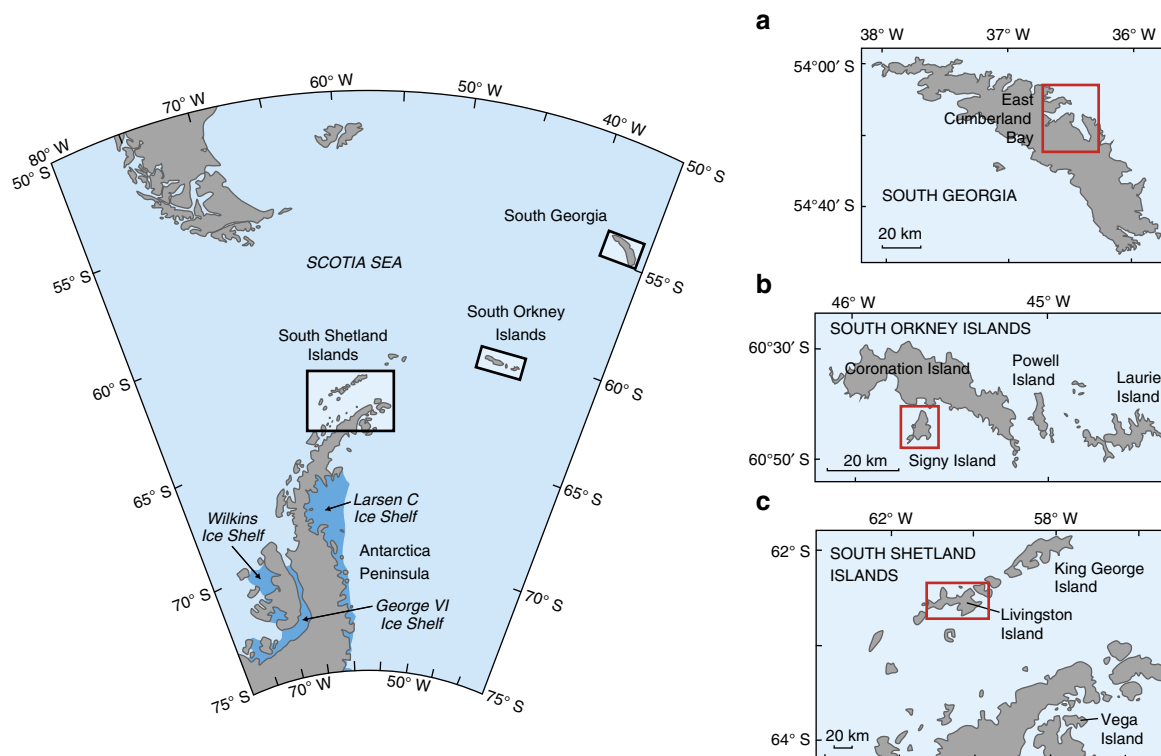 80° W
70° W
60° W
50° W
40° W
50° S
50° S
South Georgia
SCOTIA SEA
55° S
55° S
South Orkney
Islands
South Shetland
Islands
60° S
60° S
65° S
65° S
Larsen C
Ice Shelf
Wilkins
Ice Shelf
Antarctica
Peninsula
70° S
70° S
George VI
Ice Shelf
75° S
70° W
50° W
75° S
a
38° W
37° W
36° W
54°00′ S
East
Cumberland
Bay
SOUTH GEORGIA
54°40′ S
20 km
b
46° W
45° W
SOUTH ORKNEY ISLANDS
60°30′ S
Coronation Island
Powell
Island
Laurie
Island
20 km
Signy Island
60°50′ S
c
62° W
58° W
62° S
SOUTH SHETLAND
ISLANDS
King George
Island
Livingston
Island
Vega
Island
20 km
64° S